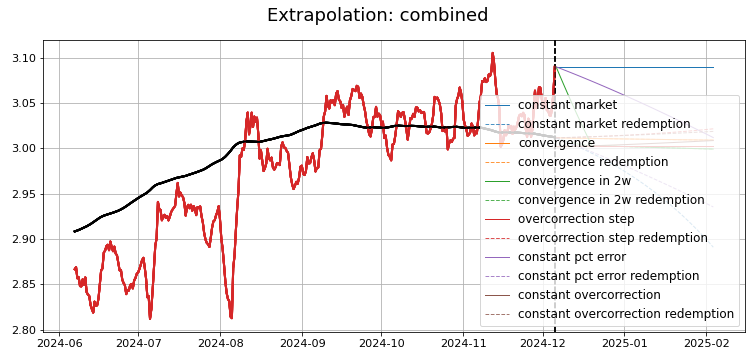 Extrapolation: combined
3.10
3.05
3.00
2.95
2.90
2.85
2.80
constant market
constant market redemption
convergence
convergence redemption
convergence in 2w
convergence in 2w redemption
overcorrection step
overcorrection step redemption
constant pct error
constant pct error redemption
constant overcorrection
constant overcorrection redemption
2024-06 2024-07 2024-08 2024-09 2024-10 2024-11 2024-12 2025-01 2025-02